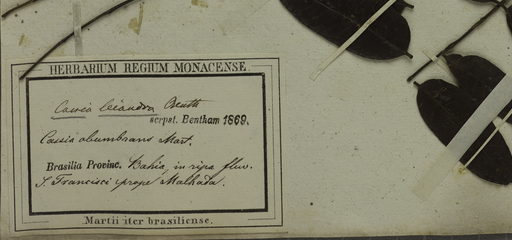 HERBARIUM REGIUM MONACENSE.
Cassia leiandra Benth
scrpst. Bentham 1869.
Cassia obumbrans Mart.
Brasilia Provinc. Bahia, in ripa fluv.
S. Francisci prope Malhada.
Martii iter brasiliense.